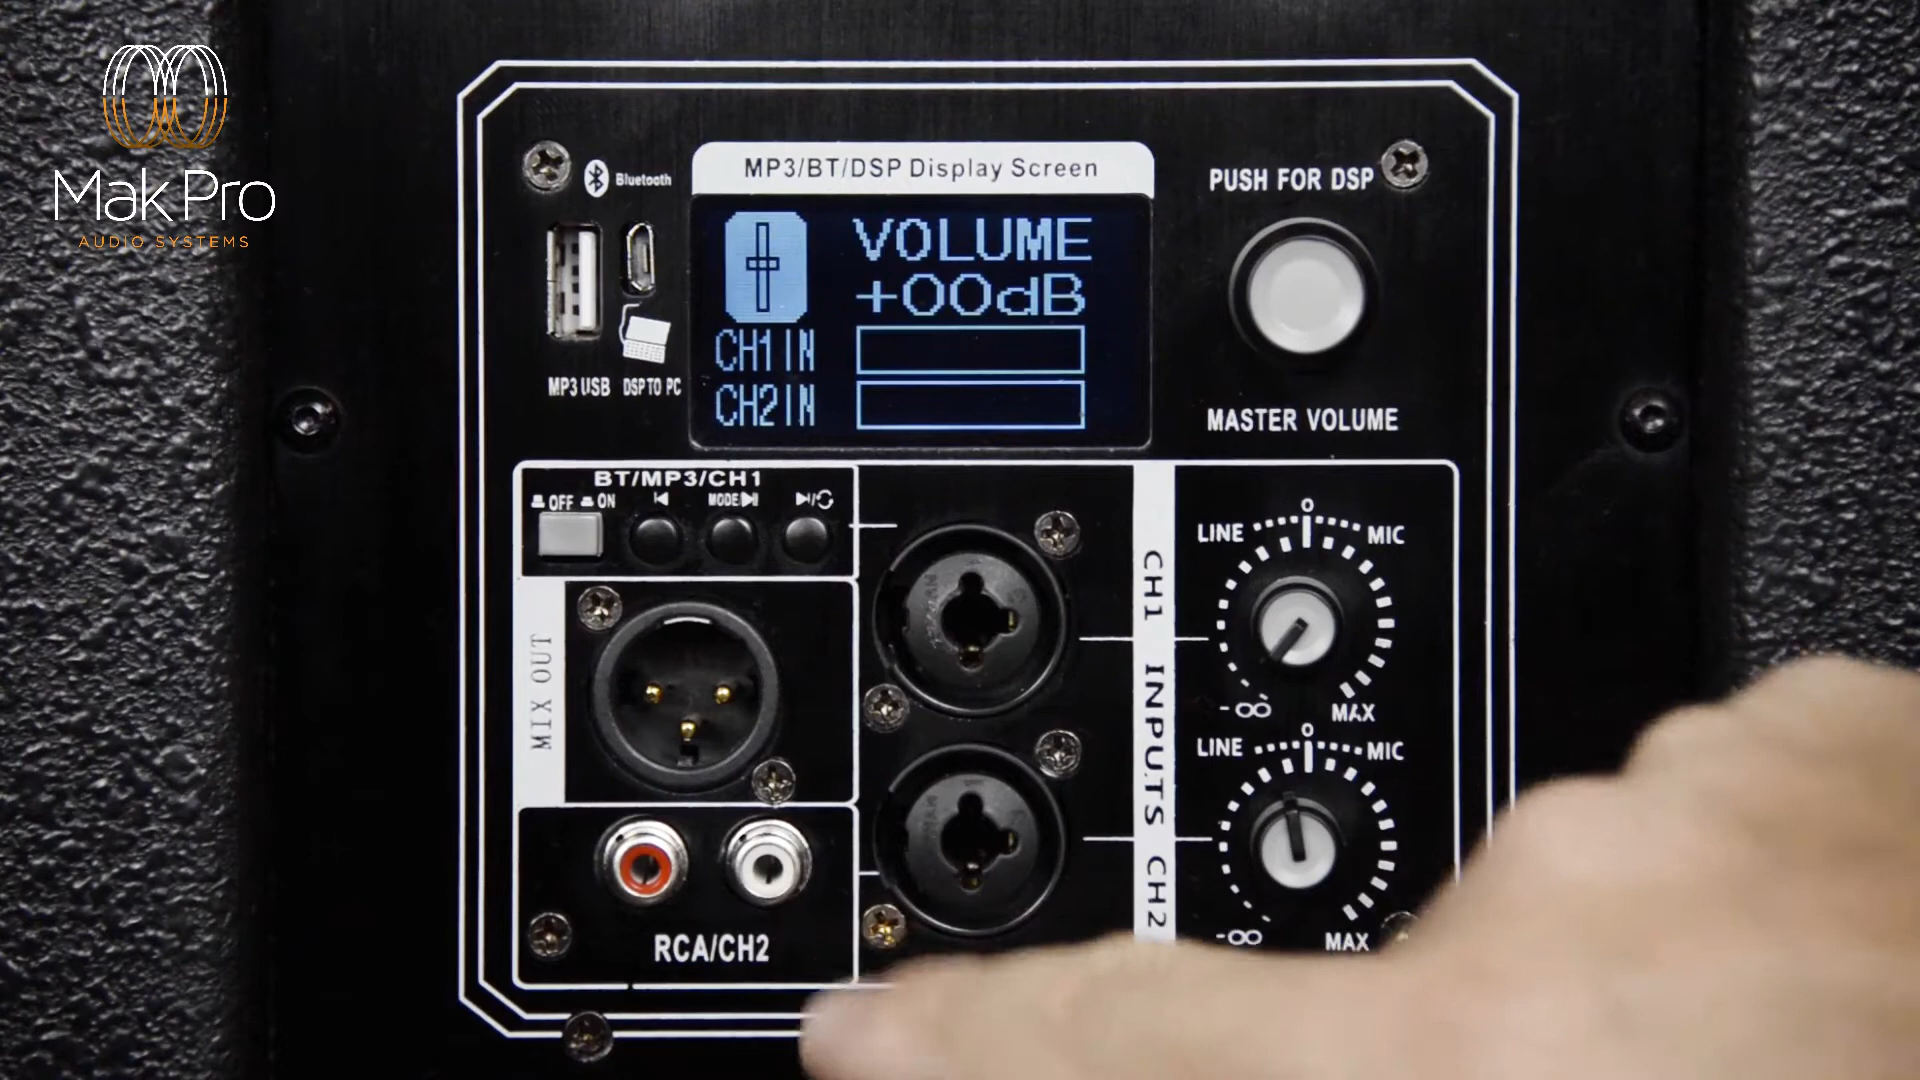 Mak Pro
AUDIO SYSTEMS
Bluetooth
MP3/BT/DSP Display Screen
PUSH FOR DSP
VOLUME
+00dB
CH1 IN
CH2 IN
MP3 USB
DSP TO PC
MASTER VOLUME
BT/MP3/CH1
OFF
ON
MODE/
LINE
0
MIC
-∞
MAX
MIX OUT
CH1 INPUTS CH2
LINE
0
MIC
-∞
MAX
RCA/CH2